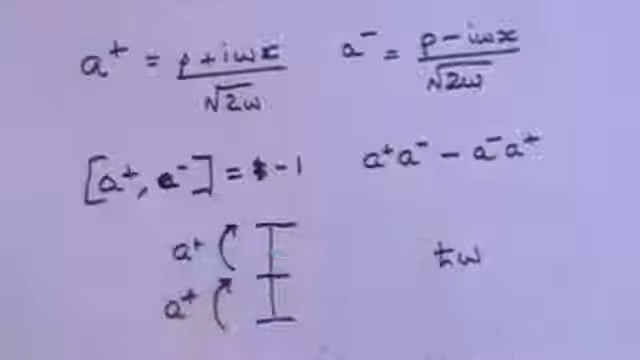 a⁺ = p+iωx / √2ω a⁻ = p−iωx / √2ω
[a⁺, a⁻] = −1 a⁺a⁻ − a⁻a⁺
a⁺
a⁺ ħω